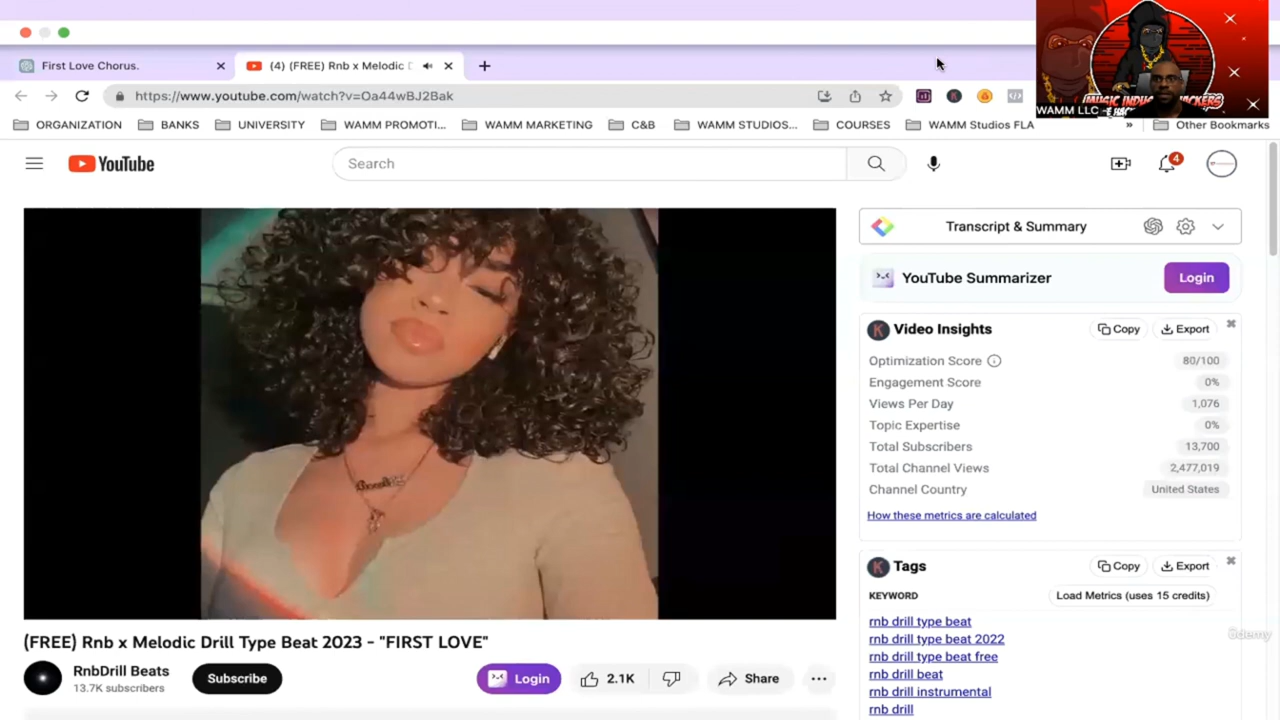 First Love Chorus.
(4) (FREE) Rnb x Melodic D
https://www.youtube.com/watch?v=Oa44wBJ2Bak
MUSIC INDUSTRY HACKERS
WAMM LLC
ORGANIZATION BANKS UNIVERSITY WAMM PROMOTI... WAMM MARKETING C&B WAMM STUDIOS... COURSES WAMM Studios FLA » Other Bookmarks
YouTube
Search
4
Transcript & Summary
YouTube Summarizer Login
Video Insights Copy Export
Optimization Score 80/100
Engagement Score 0%
Views Per Day 1,076
Topic Expertise 0%
Total Subscribers 13,700
Total Channel Views 2,477,019
Channel Country United States
How these metrics are calculated
Tags Copy Export
KEYWORD Load Metrics (uses 15 credits)
rnb drill type beat
rnb drill type beat 2022
rnb drill type beat free
rnb drill beat
rnb drill instrumental
rnb drill
(FREE) Rnb x Melodic Drill Type Beat 2023 - "FIRST LOVE"
RnbDrill Beats
13.7K subscribers
Subscribe
Login
2.1K
Share
ûdemy